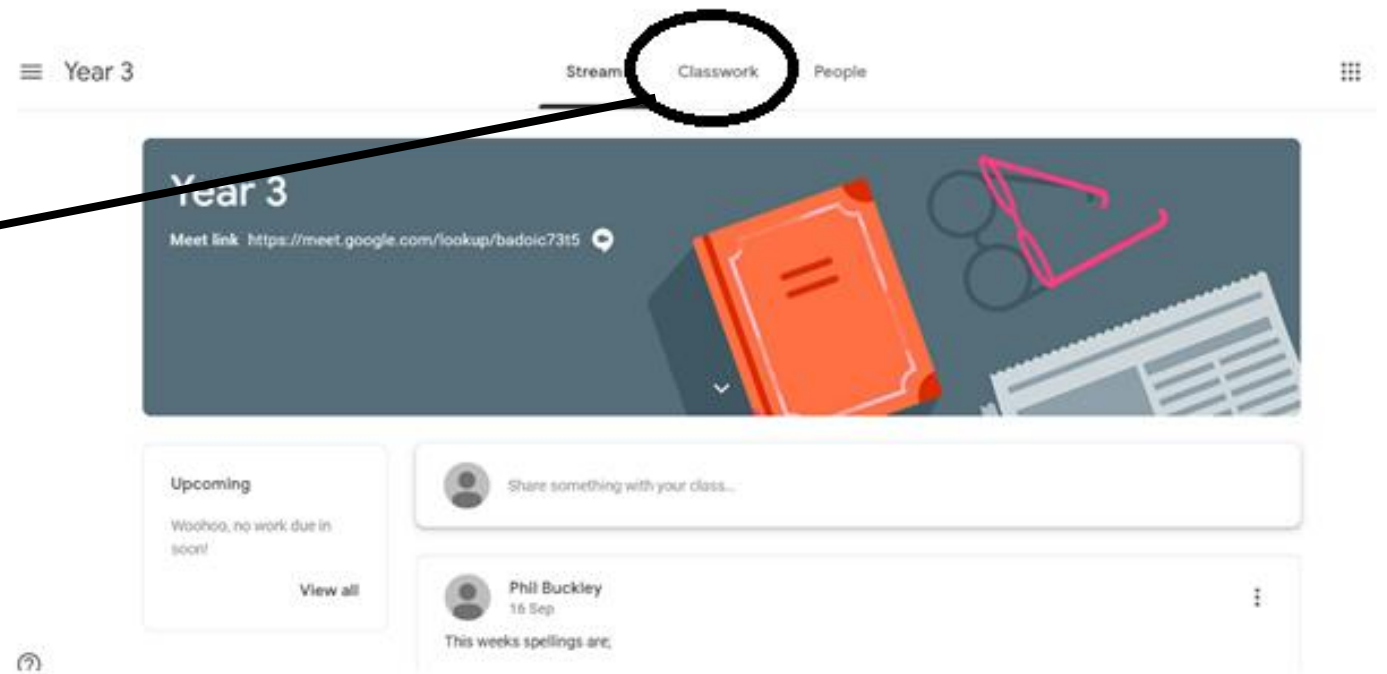 Year 3
Stream
Classwork
People
Year 3
Meet link https://meet.google.com/lookup/badoic73t5
Upcoming
Woohoo, no work due in
soon!
View all
Share something with your class...
Phil Buckley
16 Sep
This weeks spellings are;